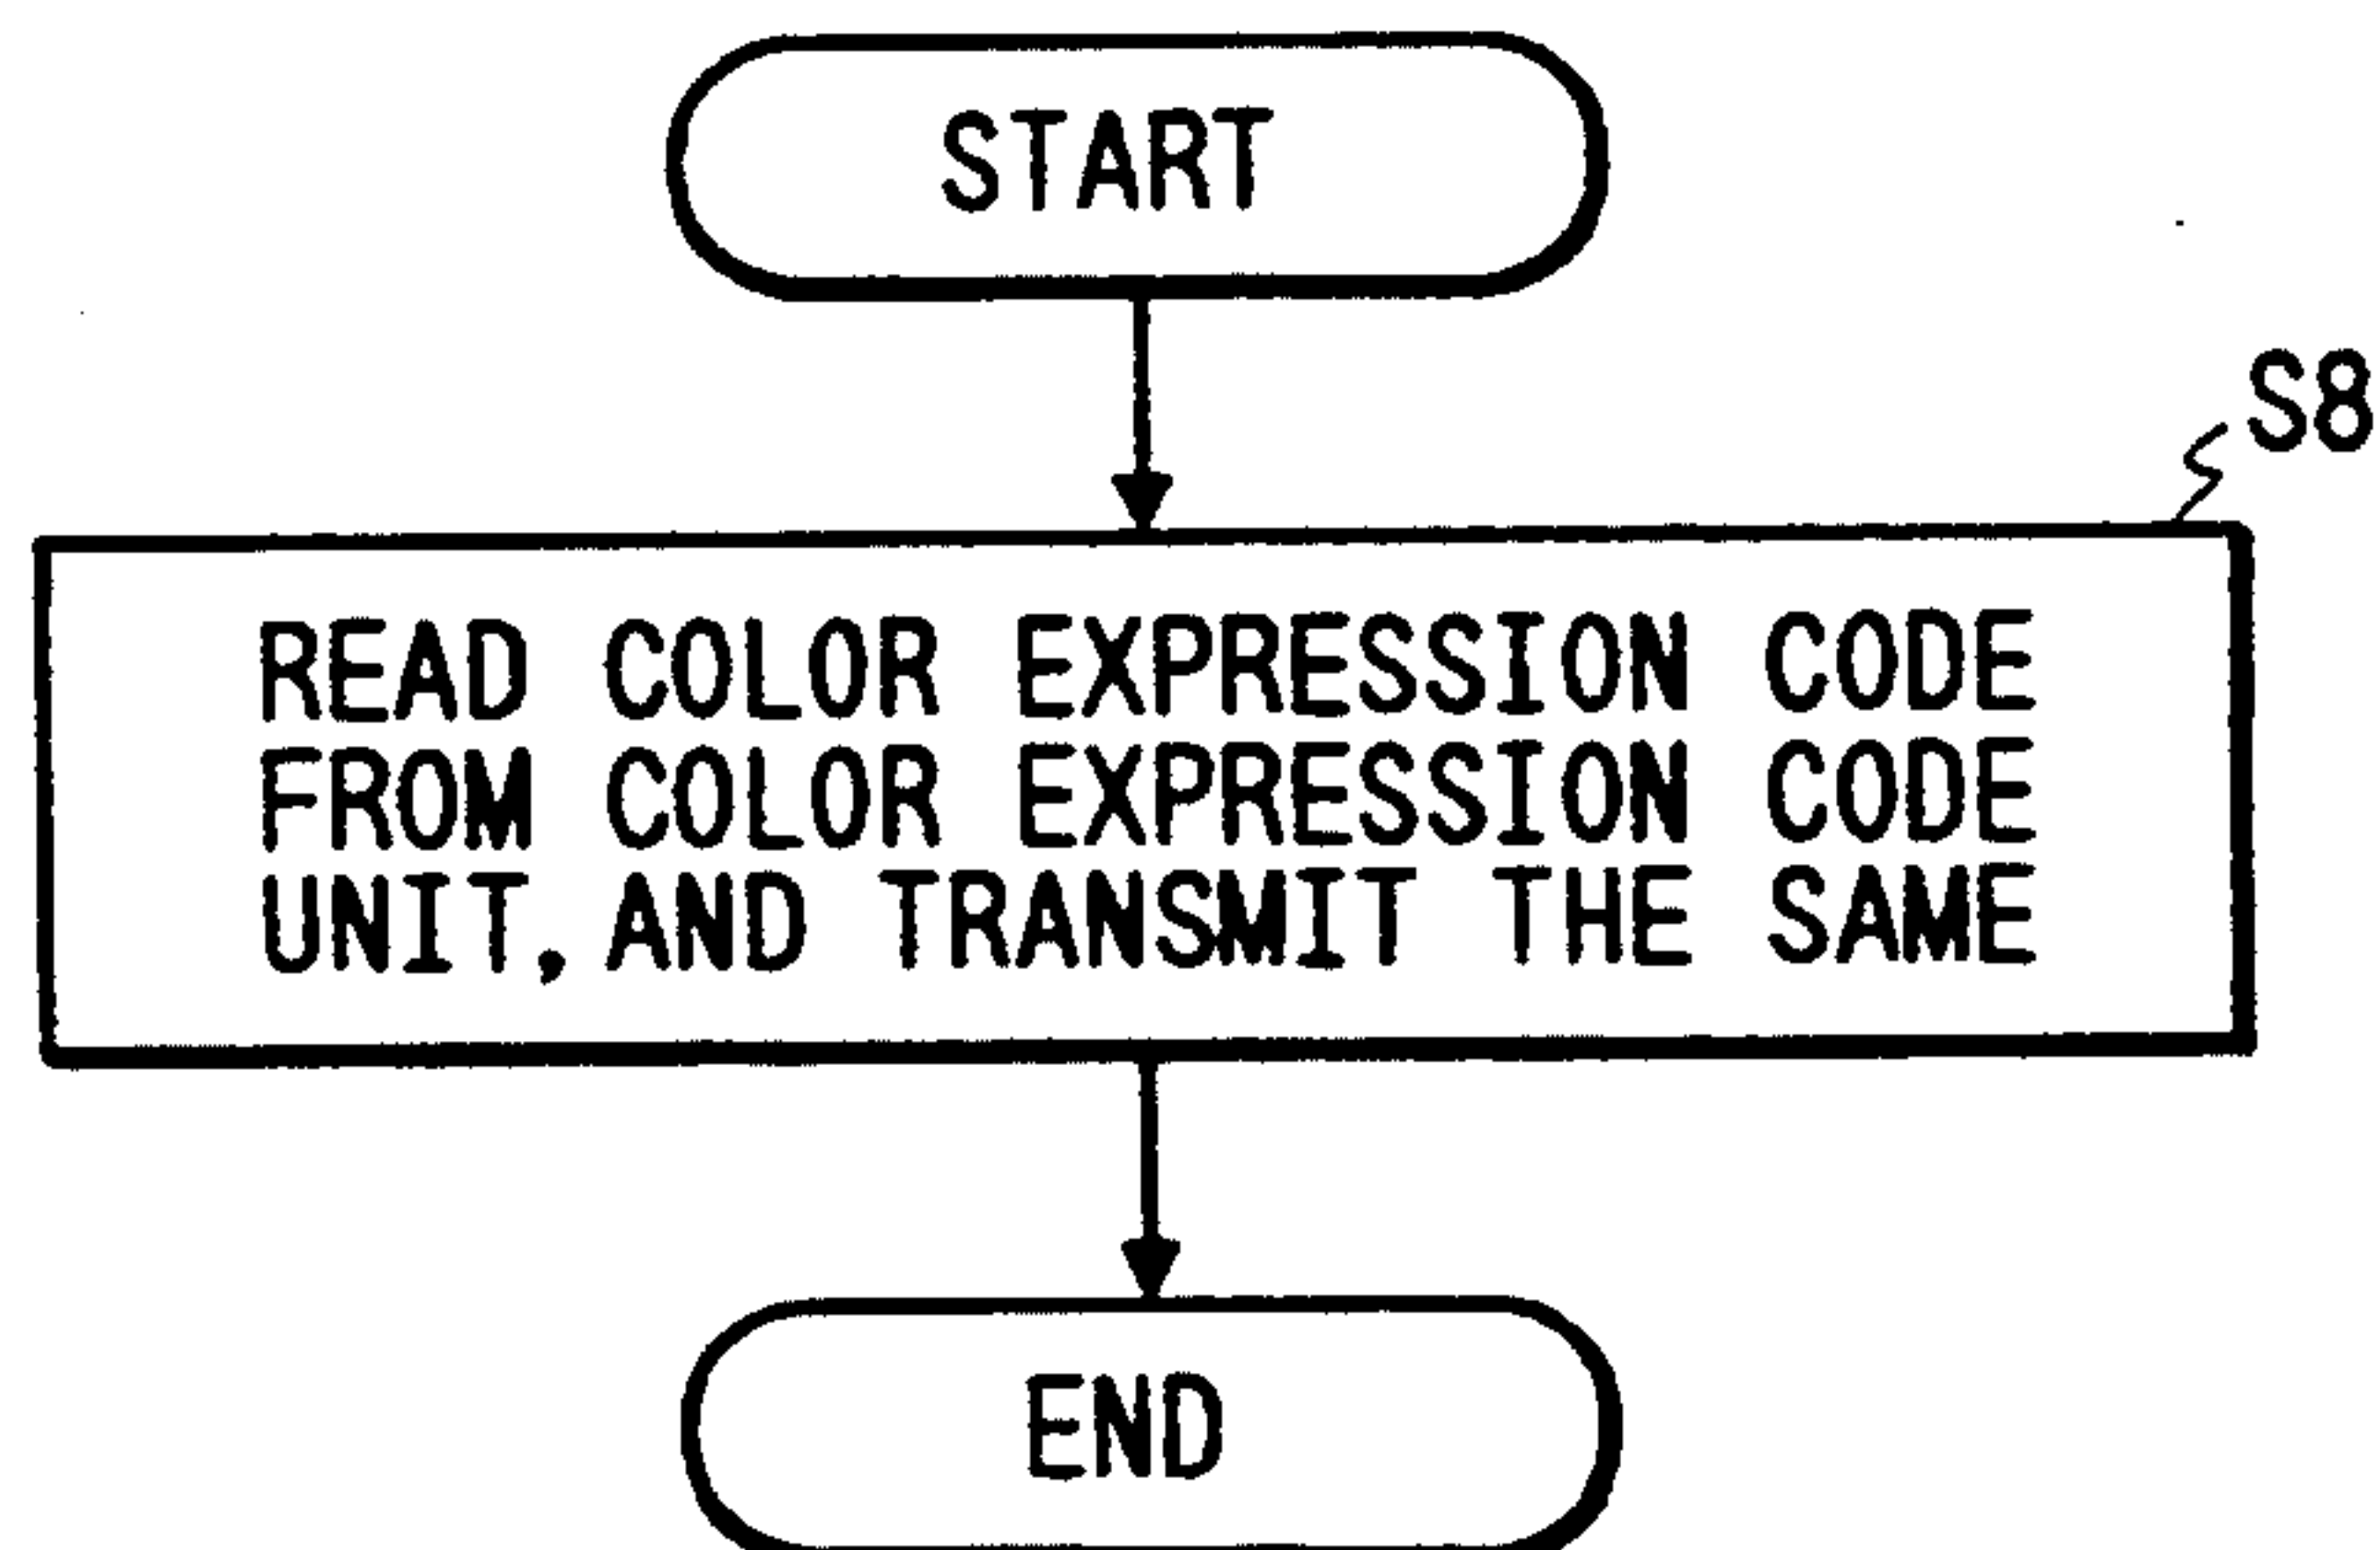 START
S8
READ COLOR EXPRESSION CODE
FROM COLOR EXPRESSION CODE
UNIT, AND TRANSMIT THE SAME
END